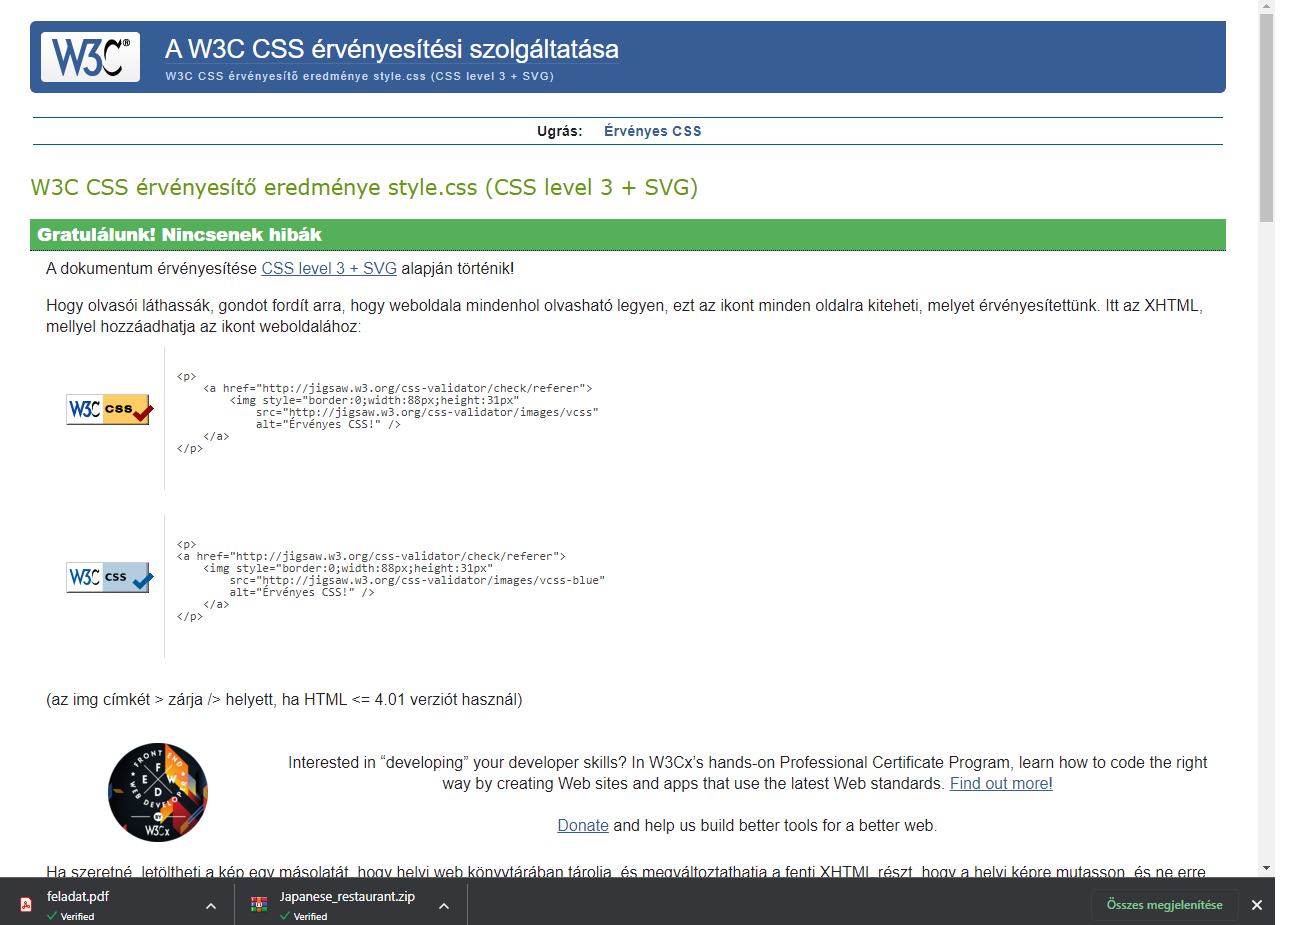 W3C®
A W3C CSS érvényesítési szolgáltatása
W3C CSS érvényesítő eredménye style.css (CSS level 3 + SVG)
Ugrás: Érvényes CSS
W3C CSS érvényesítő eredménye style.css (CSS level 3 + SVG)
Gratulálunk! Nincsenek hibák
A dokumentum érvényesítése CSS level 3 + SVG alapján történik!
Hogy olvasói láthassák, gondot fordít arra, hogy weboldala mindenhol olvasható legyen, ezt az ikont minden oldalra kiteheti, melyet érvényesítettünk. Itt az XHTML,
mellyel hozzáadhatja az ikont weboldalához:
W3C css
<p>
<a href="http://jigsaw.w3.org/css-validator/check/referer">
<img style="border:0;width:88px;height:31px"
src="http://jigsaw.w3.org/css-validator/images/vcss"
alt="Érvényes CSS!" />
</a>
</p>
W3C css
<p>
<a href="http://jigsaw.w3.org/css-validator/check/referer">
<img style="border:0;width:88px;height:31px"
src="http://jigsaw.w3.org/css-validator/images/vcss-blue"
alt="Érvényes CSS!" />
</a>
</p>
(az img címkét > zárja /> helyett, ha HTML <= 4.01 verziót használ)
FRONT END
E F W D
WEB DEVELOP
W3Cx
Interested in “developing” your developer skills? In W3Cx’s hands-on Professional Certificate Program, learn how to code the right
way by creating Web sites and apps that use the latest Web standards. Find out more!
Donate and help us build better tools for a better web.
Ha szeretné, letöltheti a kép egy másolatát, hogy helyi web könyvtárában tárolja, és megváltoztathatja a fenti XHTML részt, hogy a helyi képre mutasson, és ne erre
feladat.pdf
Verified
Japanese_restaurant.zip
Verified
Összes megjelenítése